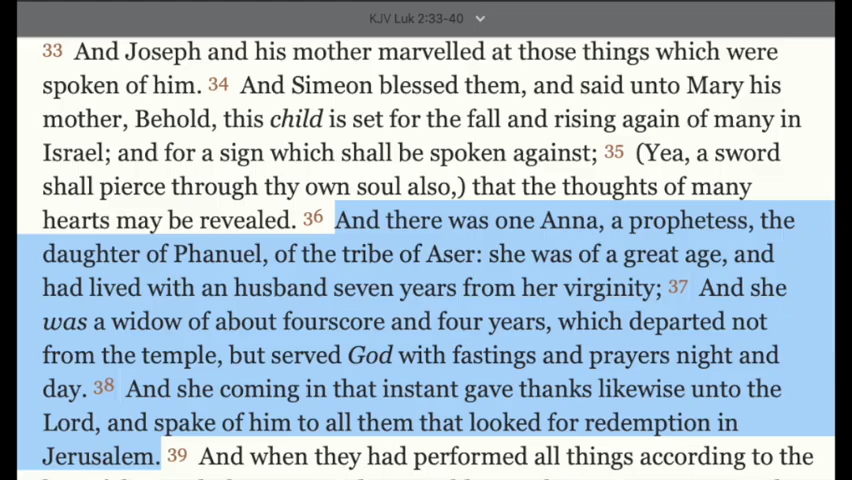 KJV Luk 2:33-40
33 And Joseph and his mother marvelled at those things which were
spoken of him. 34 And Simeon blessed them, and said unto Mary his
mother, Behold, this child is set for the fall and rising again of many in
Israel; and for a sign which shall be spoken against; 35 (Yea, a sword
shall pierce through thy own soul also,) that the thoughts of many
hearts may be revealed. 36 And there was one Anna, a prophetess, the
daughter of Phanuel, of the tribe of Aser: she was of a great age, and
had lived with an husband seven years from her virginity; 37 And she
was a widow of about fourscore and four years, which departed not
from the temple, but served God with fastings and prayers night and
day. 38 And she coming in that instant gave thanks likewise unto the
Lord, and spake of him to all them that looked for redemption in
Jerusalem. 39 And when they had performed all things according to the